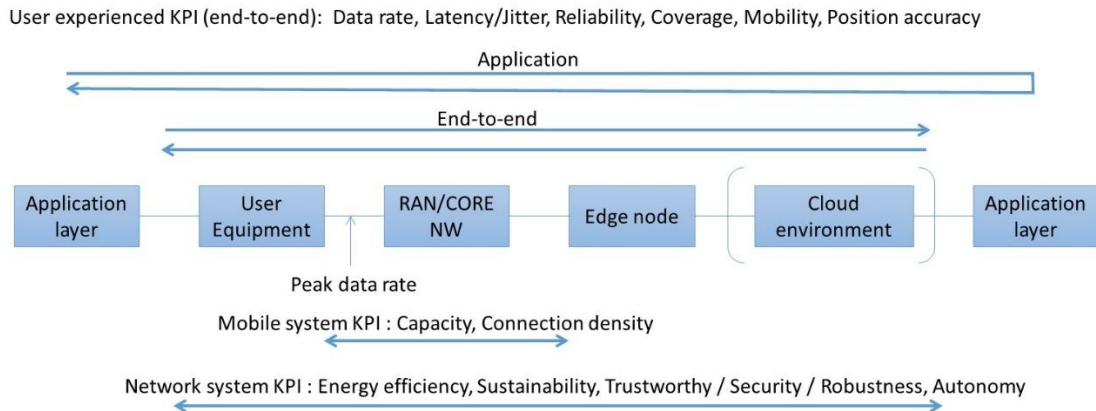 User experienced KPI (end-to-end): Data rate, Latency/Jitter, Reliability, Coverage, Mobility, Position accuracy
Application
End-to-end
Application
layer
User
Equipment
RAN/CORE
NW
Edge node
Cloud
environment
Application
layer
Peak data rate
Mobile system KPI : Capacity, Connection density
Network system KPI : Energy efficiency, Sustainability, Trustworthy / Security / Robustness, Autonomy